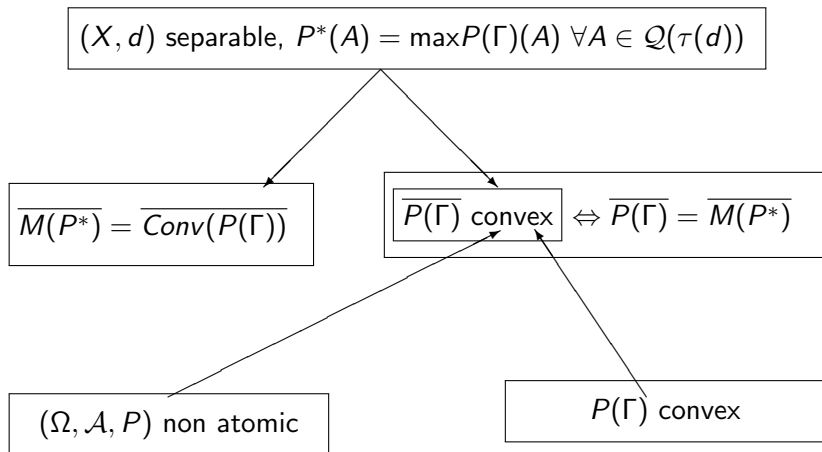 (X, d) separable, P*(A) = maxP(Γ)(A) ∀A ∈ 𝒬(τ(d))
\overline{M(P*)} = \overline{Conv(P(Γ))}
\overline{P(Γ)} convex ⇔ \overline{P(Γ)} = \overline{M(P*)}
(Ω, 𝒜, P) non atomic
P(Γ) convex